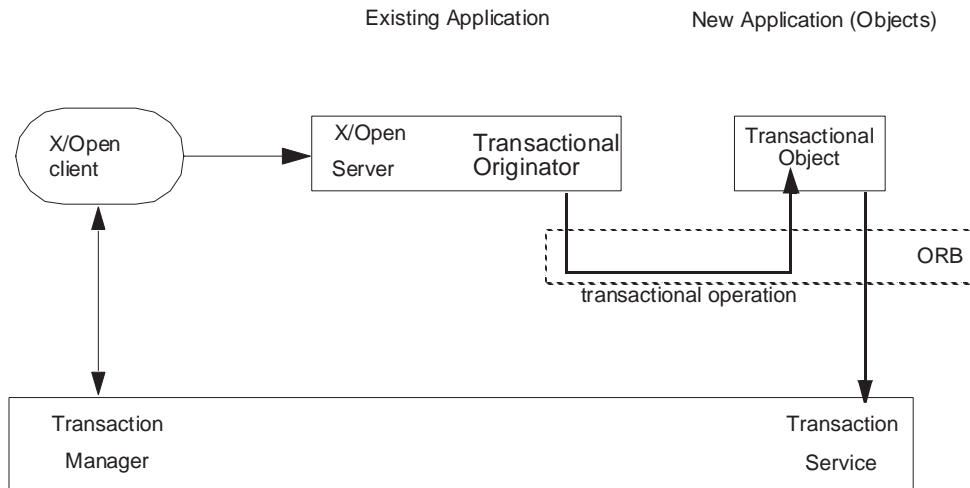 Existing Application
New Application (Objects)
X/Open
client
X/Open
Server
Transactional
Originator
Transactional
Object
ORB
transactional operation
Transaction
Manager
Transaction
Service